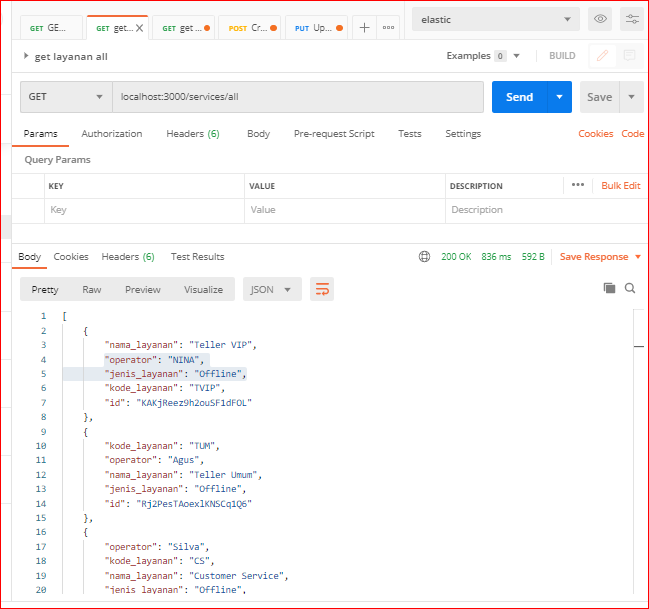 GET GE...
GET get...
GET get ...
POST Cr...
PUT Up...
elastic
get layanan all
Examples 0
BUILD
GET
localhost:3000/services/all
Send
Save
Params Authorization Headers (6) Body Pre-request Script Tests Settings
Cookies Code
Query Params
KEY VALUE DESCRIPTION
Bulk Edit
Key Value Description
Body Cookies Headers (6) Test Results
200 OK 836 ms 592 B Save Response
Pretty Raw Preview Visualize JSON
1 [
2 {
3 "nama_layanan": "Teller VIP",
4 "operator": "NINA",
5 "jenis_layanan": "Offline",
6 "kode_layanan": "TVIP",
7 "id": "KAKjReez9h2ouSF1dFOL"
8 },
9 {
10 "kode_layanan": "TUM",
11 "operator": "Agus",
12 "nama_layanan": "Teller Umum",
13 "jenis_layanan": "Offline",
14 "id": "Rj2PesTAoexlKNSCq1Q6"
15 },
16 {
17 "operator": "Silva",
18 "kode_layanan": "CS",
19 "nama_layanan": "Customer Service",
20 "jenis_layanan": "Offline",